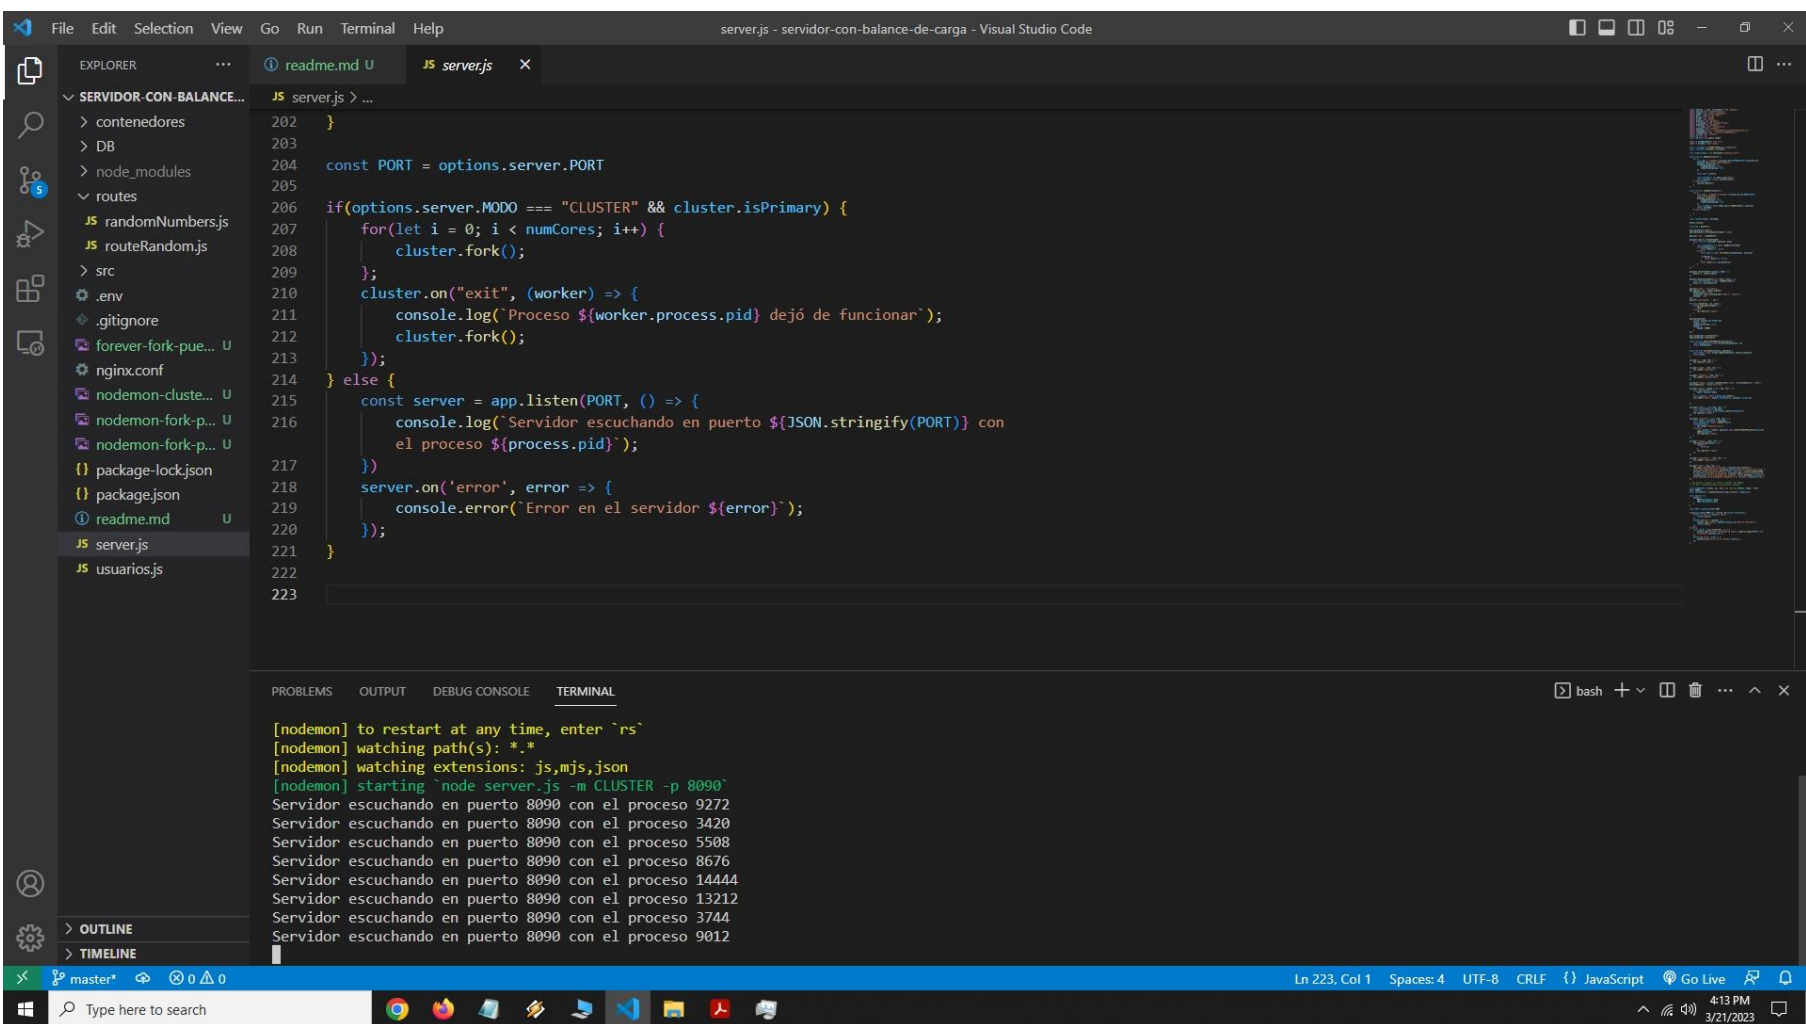 File Edit Selection View Go Run Terminal Help
server.js - servidor-con-balance-de-carga - Visual Studio Code
EXPLORER
readme.md U
JS server.js
SERVIDOR-CON-BALANCE...
contenedores
DB
node_modules
routes
JS randomNumbers.js
JS routeRandom.js
src
.env
.gitignore
forever-fork-pue... U
nginx.conf
nodemon-cluste... U
nodemon-fork-p... U
nodemon-fork-p... U
{} package-lock.json
{} package.json
readme.md U
JS server.js
JS usuarios.js
OUTLINE
TIMELINE
JS server.js > ...
202 }
203
204 const PORT = options.server.PORT
205
206 if(options.server.MODO === "CLUSTER" && cluster.isPrimary) {
207 for(let i = 0; i < numCores; i++) {
208 cluster.fork();
209 };
210 cluster.on("exit", (worker) => {
211 console.log(`Proceso ${worker.process.pid} dejó de funcionar`);
212 cluster.fork();
213 });
214 } else {
215 const server = app.listen(PORT, () => {
216 console.log(`Servidor escuchando en puerto ${JSON.stringify(PORT)} con
el proceso ${process.pid}`);
217 })
218 server.on('error', error => {
219 console.error(`Error en el servidor ${error}`);
220 });
221 }
222
223
PROBLEMS OUTPUT DEBUG CONSOLE TERMINAL
bash
[nodemon] to restart at any time, enter `rs`
[nodemon] watching path(s): *.*
[nodemon] watching extensions: js,mjs,json
[nodemon] starting `node server.js -m CLUSTER -p 8090`
Servidor escuchando en puerto 8090 con el proceso 9272
Servidor escuchando en puerto 8090 con el proceso 3420
Servidor escuchando en puerto 8090 con el proceso 5508
Servidor escuchando en puerto 8090 con el proceso 8676
Servidor escuchando en puerto 8090 con el proceso 14444
Servidor escuchando en puerto 8090 con el proceso 13212
Servidor escuchando en puerto 8090 con el proceso 3744
Servidor escuchando en puerto 8090 con el proceso 9012
5
master* 0 0
Ln 223, Col 1 Spaces: 4 UTF-8 CRLF {} JavaScript Go Live
Type here to search
4:13 PM
3/21/2023